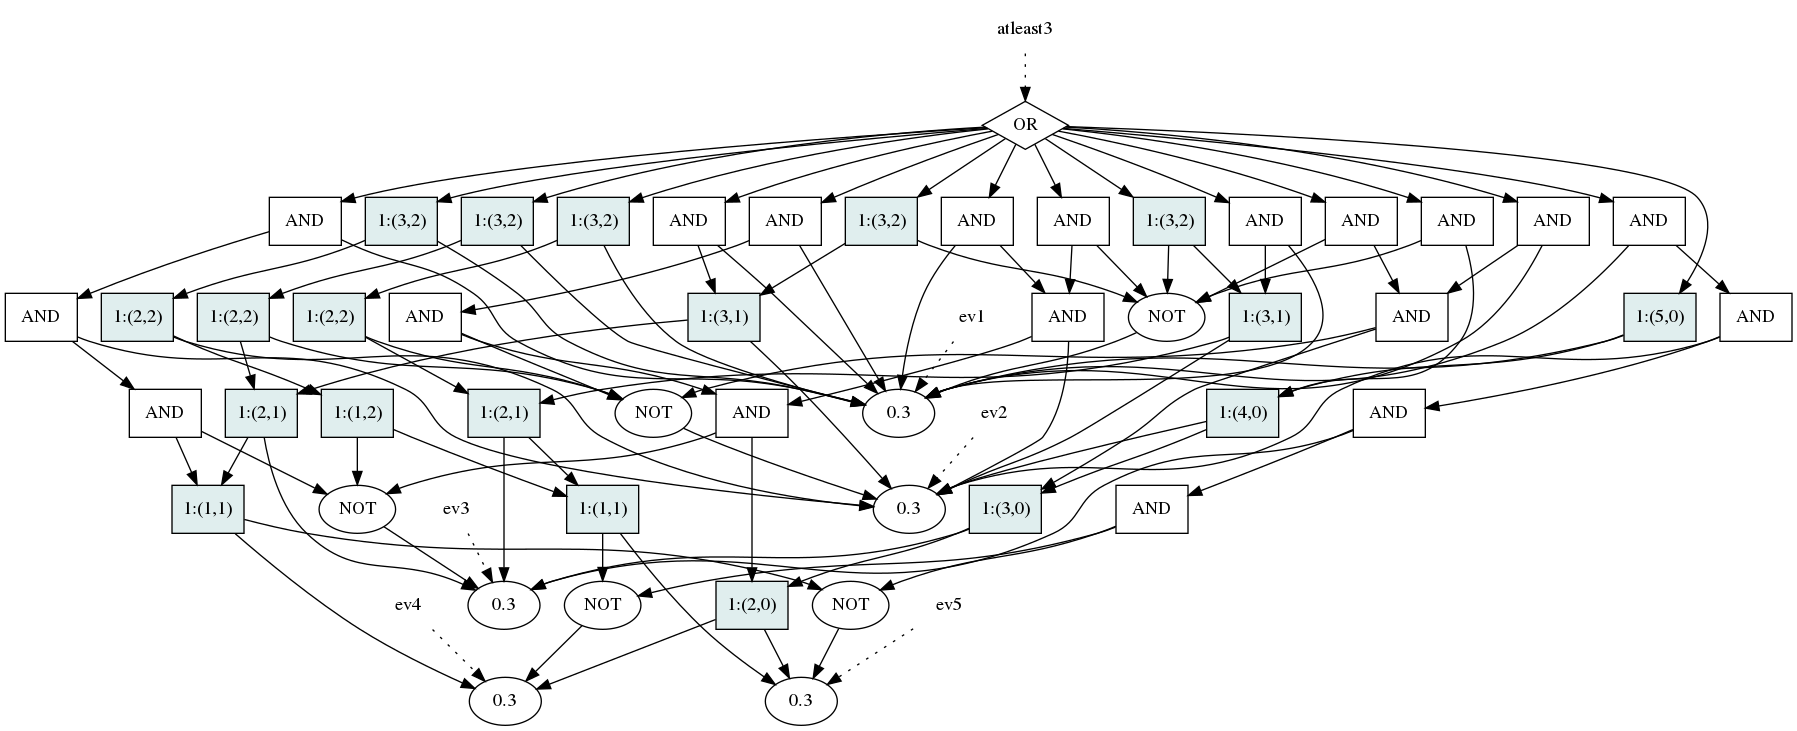 atleast3
OR
AND 1:(3,2) 1:(3,2) 1:(3,2) AND AND 1:(3,2) AND AND 1:(3,2) AND AND AND AND AND
AND 1:(2,2) 1:(2,2) 1:(2,2) AND 1:(3,1) ev1 AND NOT 1:(3,1) AND 1:(5,0) AND
AND 1:(2,1) 1:(1,2) 1:(2,1) NOT AND 0.3 ev2 1:(4,0) AND
1:(1,1) NOT ev3 1:(1,1) 0.3 1:(3,0) AND
ev4 0.3 NOT 1:(2,0) NOT ev5
0.3 0.3